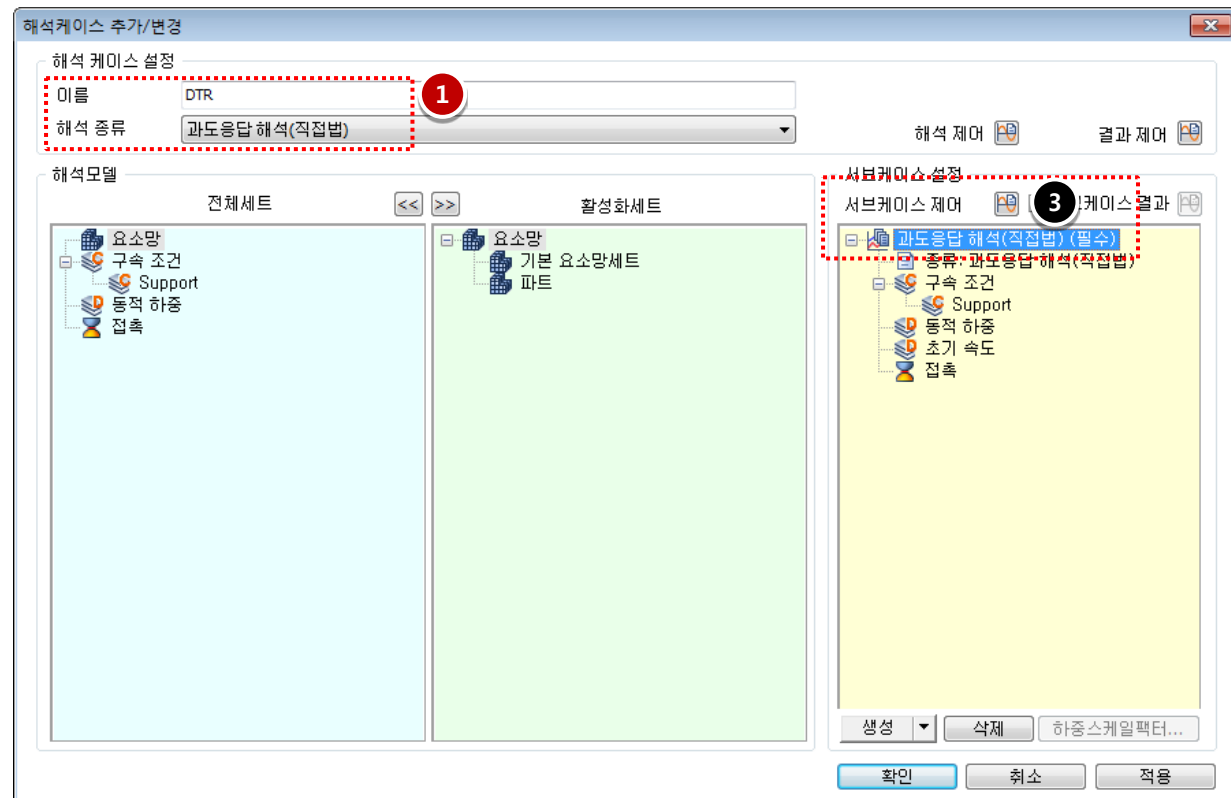 해석케이스 추가/변경
해석 케이스 설정
이름 DTR
1
해석 종류 과도응답 해석(직접법)
해석 제어 결과 제어
해석모델
전체세트 << >> 활성화세트
요소망
구속 조건
Support
동적 하중
접촉
요소망
기본 요소망세트
파트
서브케이스 설정
서브케이스 제어 3 케이스 결과
과도응답 해석(직접법) (필수)
종류: 과도응답 해석(직접법)
구속 조건
Support
동적 하중
초기 속도
접촉
생성 삭제 하중스케일팩터...
확인 취소 적용